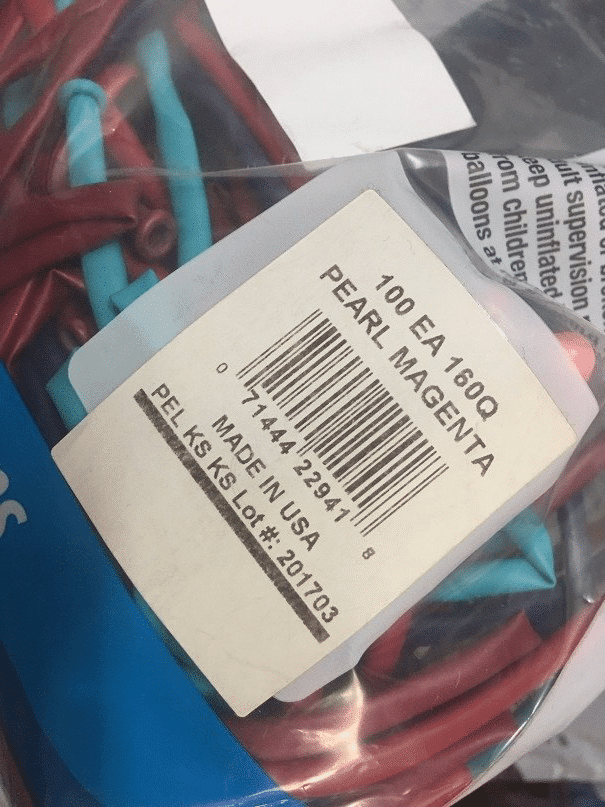 100 EA 160Q
PEARL MAGENTA
0 71444 22941 8
MADE IN USA
PEL KS KS Lot #: 201703
adult supervision
eep uninflated
rom children
balloons at